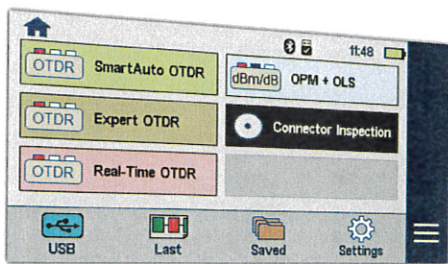 11:48
OTDR SmartAuto OTDR
dBm/dB OPM + OLS
OTDR Expert OTDR
Connector Inspection
OTDR Real-Time OTDR
USB
Last
Saved
Settings